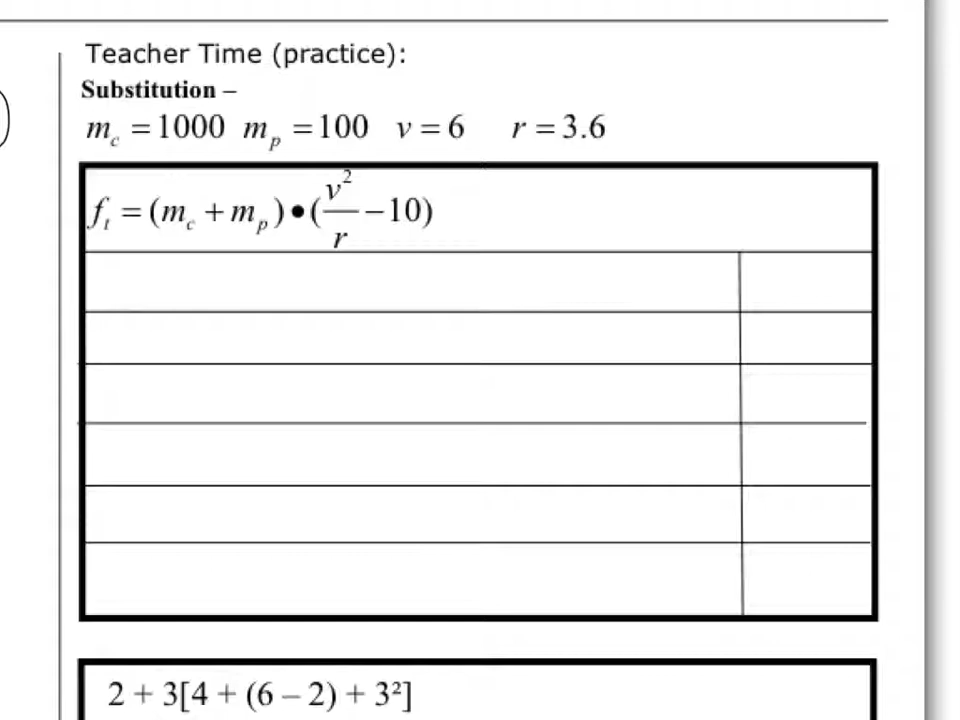 Teacher Time (practice):
Substitution –
m_c = 1000 m_p = 100 v = 6 r = 3.6
f_t = (m_c + m_p) • (v²/r − 10)
2 + 3[4 + (6 – 2) + 3²]